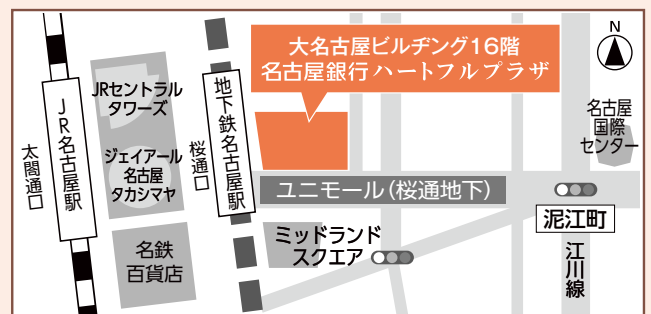 大名古屋ビルヂング16階
名古屋銀行ハートフルプラザ
N
JRセントラル
タワーズ
JR名古屋駅
太閤通口
ジェイアール
名古屋
タカシマヤ
桜通口
地下鉄名古屋駅
名古屋
国際
センター
ユニモール(桜通地下)
泥江町
江川線
ミッドランド
スクエア
名鉄
百貨店